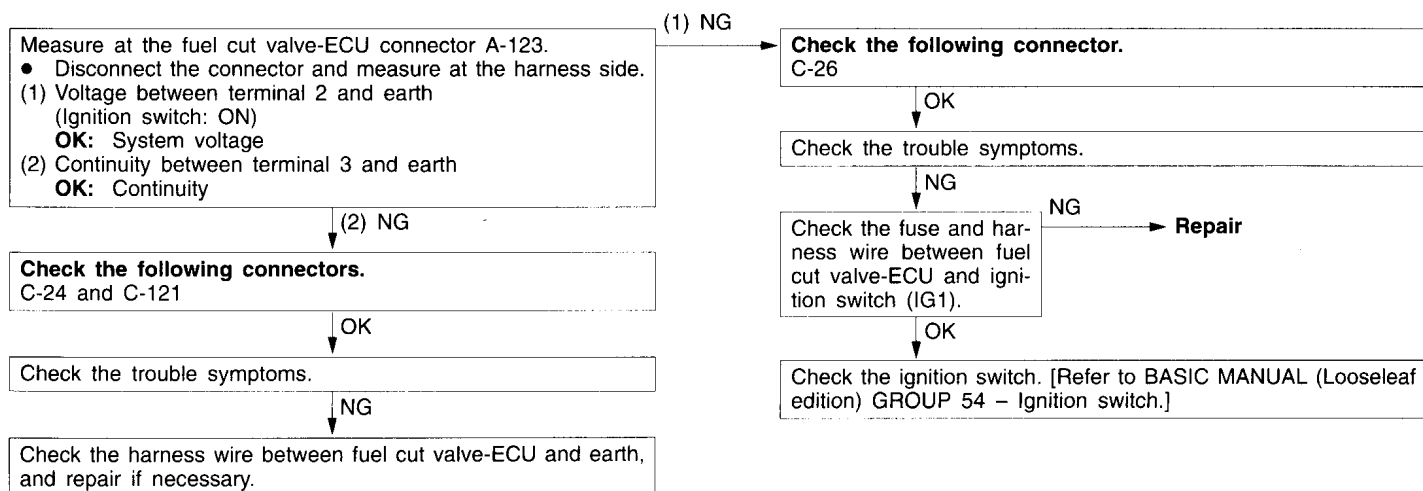 Measure at the fuel cut valve-ECU connector A-123.
● Disconnect the connector and measure at the harness side.
(1) Voltage between terminal 2 and earth
(Ignition switch: ON)
OK: System voltage
(2) Continuity between terminal 3 and earth
OK: Continuity
(2) NG
Check the following connectors.
C-24 and C-121
OK
Check the trouble symptoms.
NG
Check the harness wire between fuel cut valve-ECU and earth,
and repair if necessary.
(1) NG
Check the following connector.
C-26
OK
Check the trouble symptoms.
NG
Check the fuse and har-
ness wire between fuel
cut valve-ECU and igni-
tion switch (IG1).
NG
Repair
OK
Check the ignition switch. [Refer to BASIC MANUAL (Looseleaf
edition) GROUP 54 – Ignition switch.]